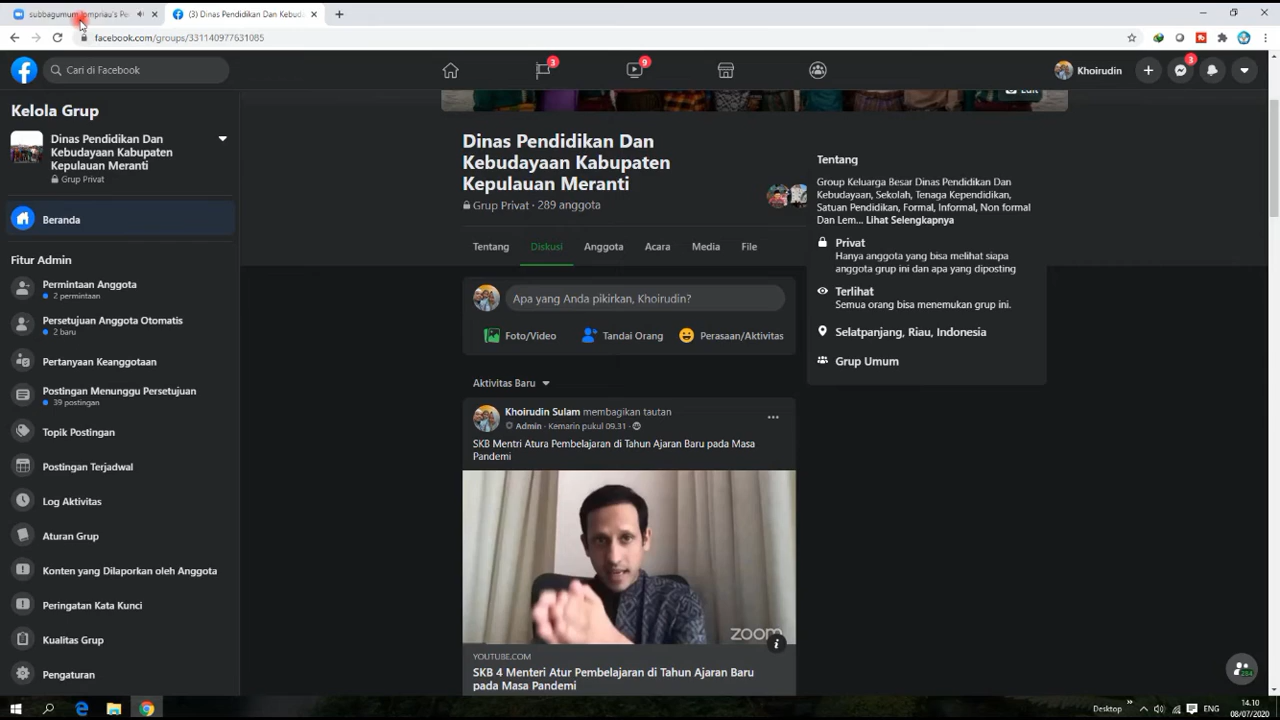 (3) Dinas Pendidikan Dan Kebud
facebook.com/groups/331140977631085
Cari di Facebook
3
9
Khoirudin
3
Kelola Grup
Dinas Pendidikan Dan
Kebudayaan Kabupaten
Kepulauan Meranti
Grup Privat
Beranda
Fitur Admin
Permintaan Anggota
2 permintaan
Persetujuan Anggota Otomatis
2 baru
Pertanyaan Keanggotaan
Postingan Menunggu Persetujuan
39 postingan
Topik Postingan
Postingan Terjadwal
Log Aktivitas
Aturan Grup
Konten yang Dilaporkan oleh Anggota
Peringatan Kata Kunci
Kualitas Grup
Pengaturan
Edit
Dinas Pendidikan Dan
Kebudayaan Kabupaten
Kepulauan Meranti
Grup Privat · 289 anggota
Tentang Diskusi Anggota Acara Media File
Apa yang Anda pikirkan, Khoirudin?
Foto/Video Tandai Orang Perasaan/Aktivitas
Aktivitas Baru
Khoirudin Sulam membagikan tautan
Admin · Kemarin pukul 09.31 ·
SKB Mentri Atura Pembelajaran di Tahun Ajaran Baru pada Masa
Pandemi
zoom
YOUTUBE.COM
SKB 4 Menteri Atur Pembelajaran di Tahun Ajaran Baru
pada Masa Pandemi
Tentang
Group Keluarga Besar Dinas Pendidikan Dan
Kebudayaan, Sekolah, Tenaga Kependidikan,
Satuan Pendidikan, Formal, Informal, Non formal
Dan Lem... Lihat Selengkapnya
Privat
Hanya anggota yang bisa melihat siapa
anggota grup ini dan apa yang diposting
Terlihat
Semua orang bisa menemukan grup ini.
Selatpanjang, Riau, Indonesia
Grup Umum
Desktop
ENG
14.10
08/07/2020